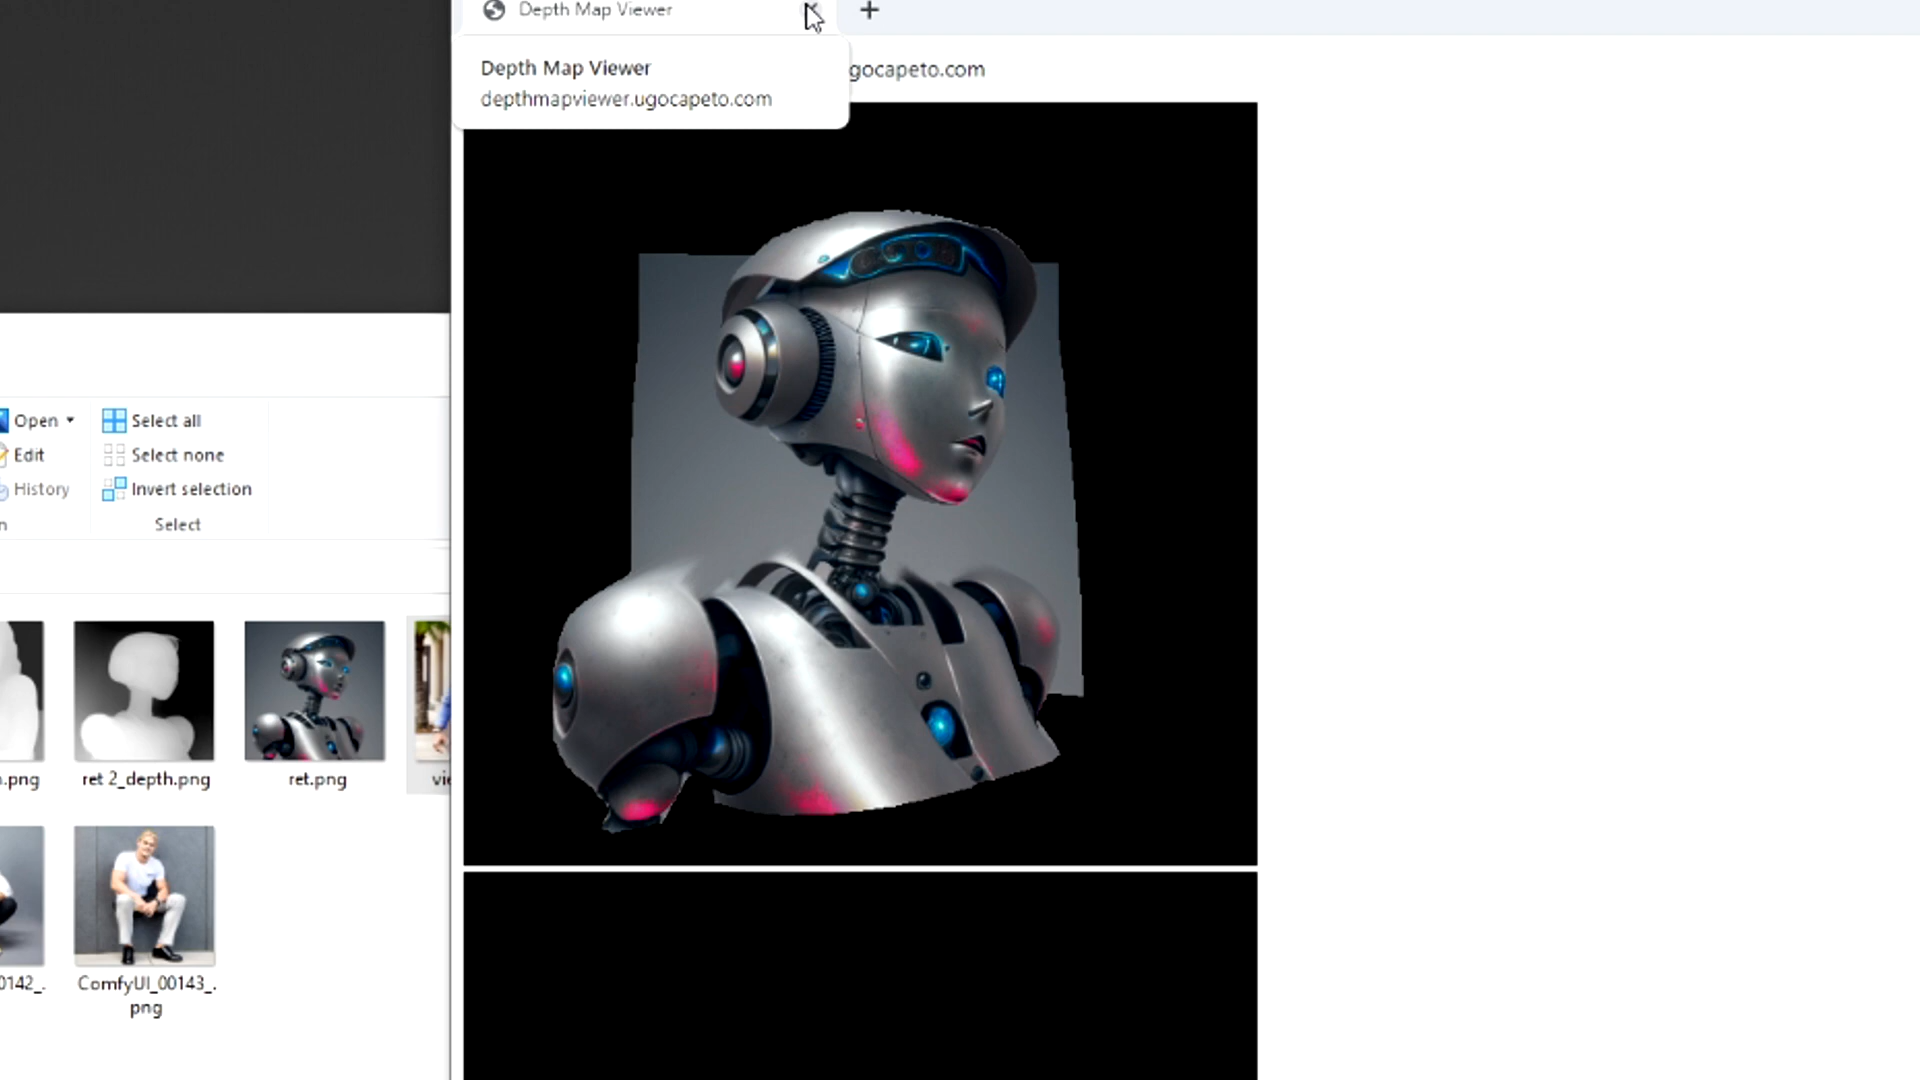 Depth Map Viewer
Depth Map Viewer
depthmapviewer.ugocapeto.com
gocapeto.com
Open
Select all
Edit
Select none
History
Invert selection
Select
.png
ret 2_depth.png
ret.png
0142_.
ComfyUI_00143_.
png